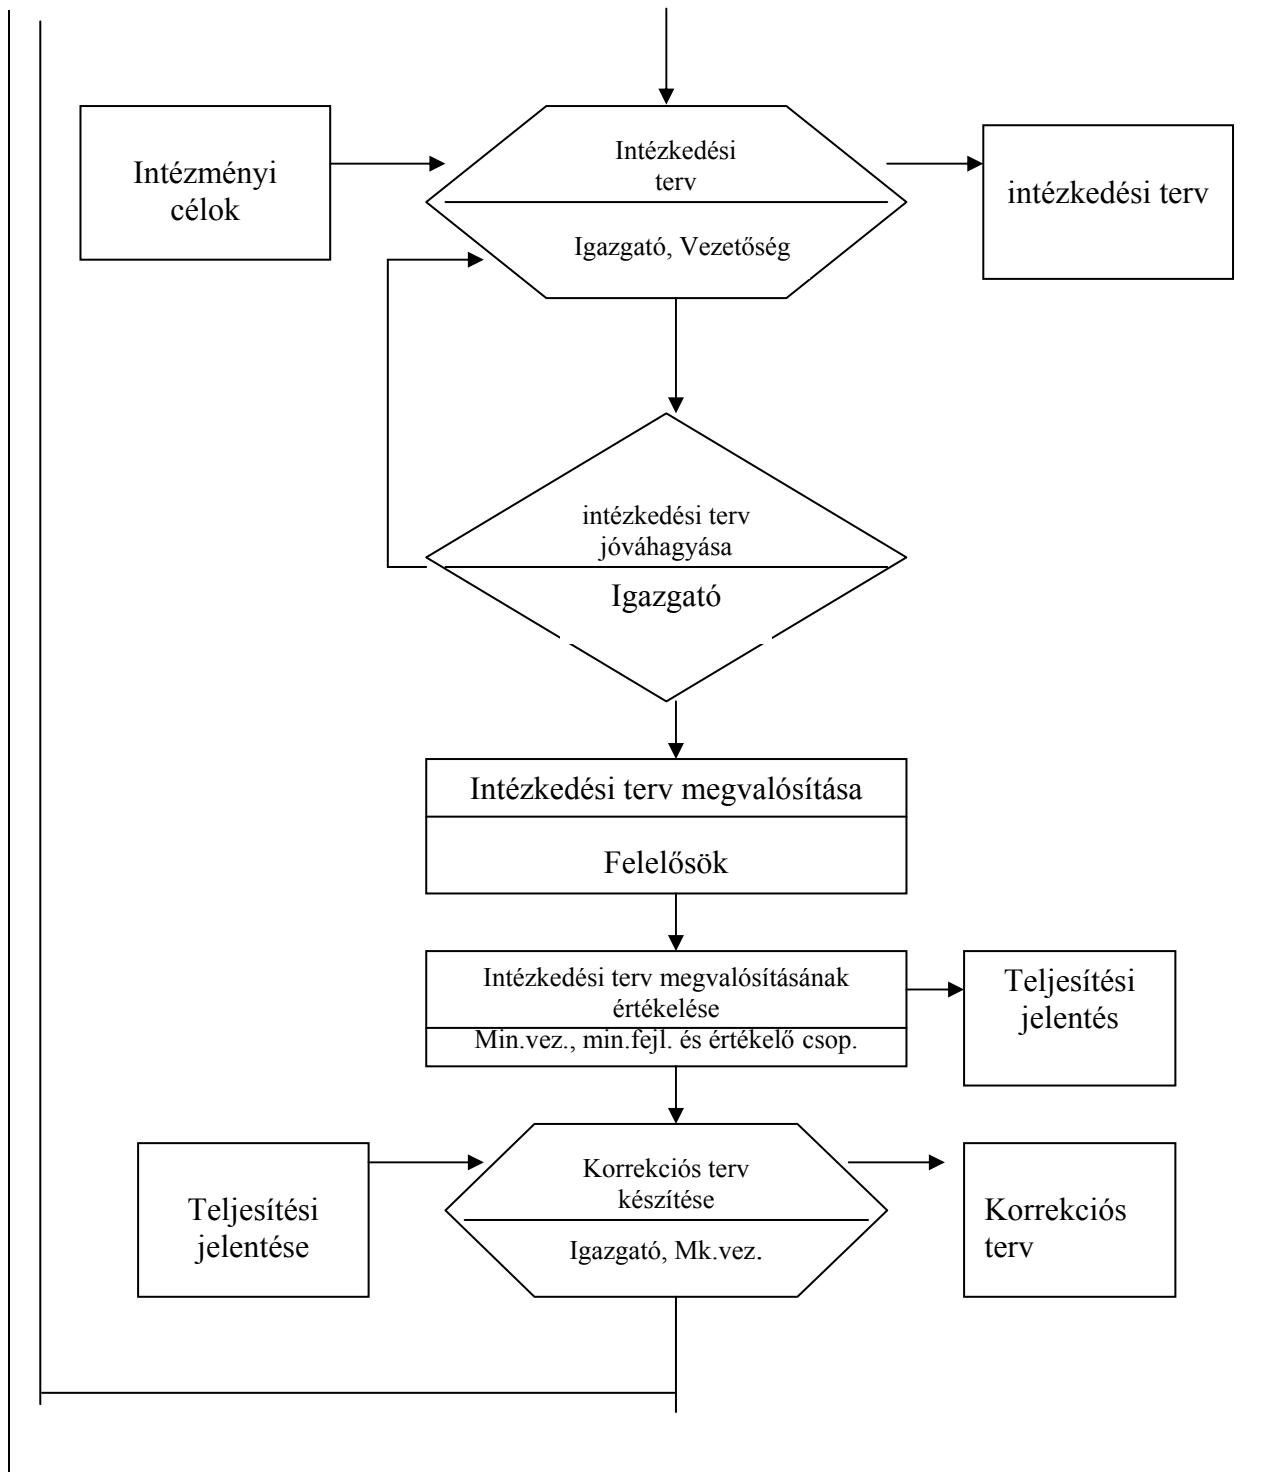 Intézményi
célok
Intézkedési
terv
Igazgató, Vezetőség
intézkedési terv
intézkedési terv
jóváhagyása
Igazgató
Intézkedési terv megvalósítása
Felelősök
Intézkedési terv megvalósításának
értékelése
Min.vez., min.fejl. és értékelő csop.
Teljesítési
jelentés
Teljesítési
jelentése
Korrekciós terv
készítése
Igazgató, Mk.vez.
Korrekciós
terv